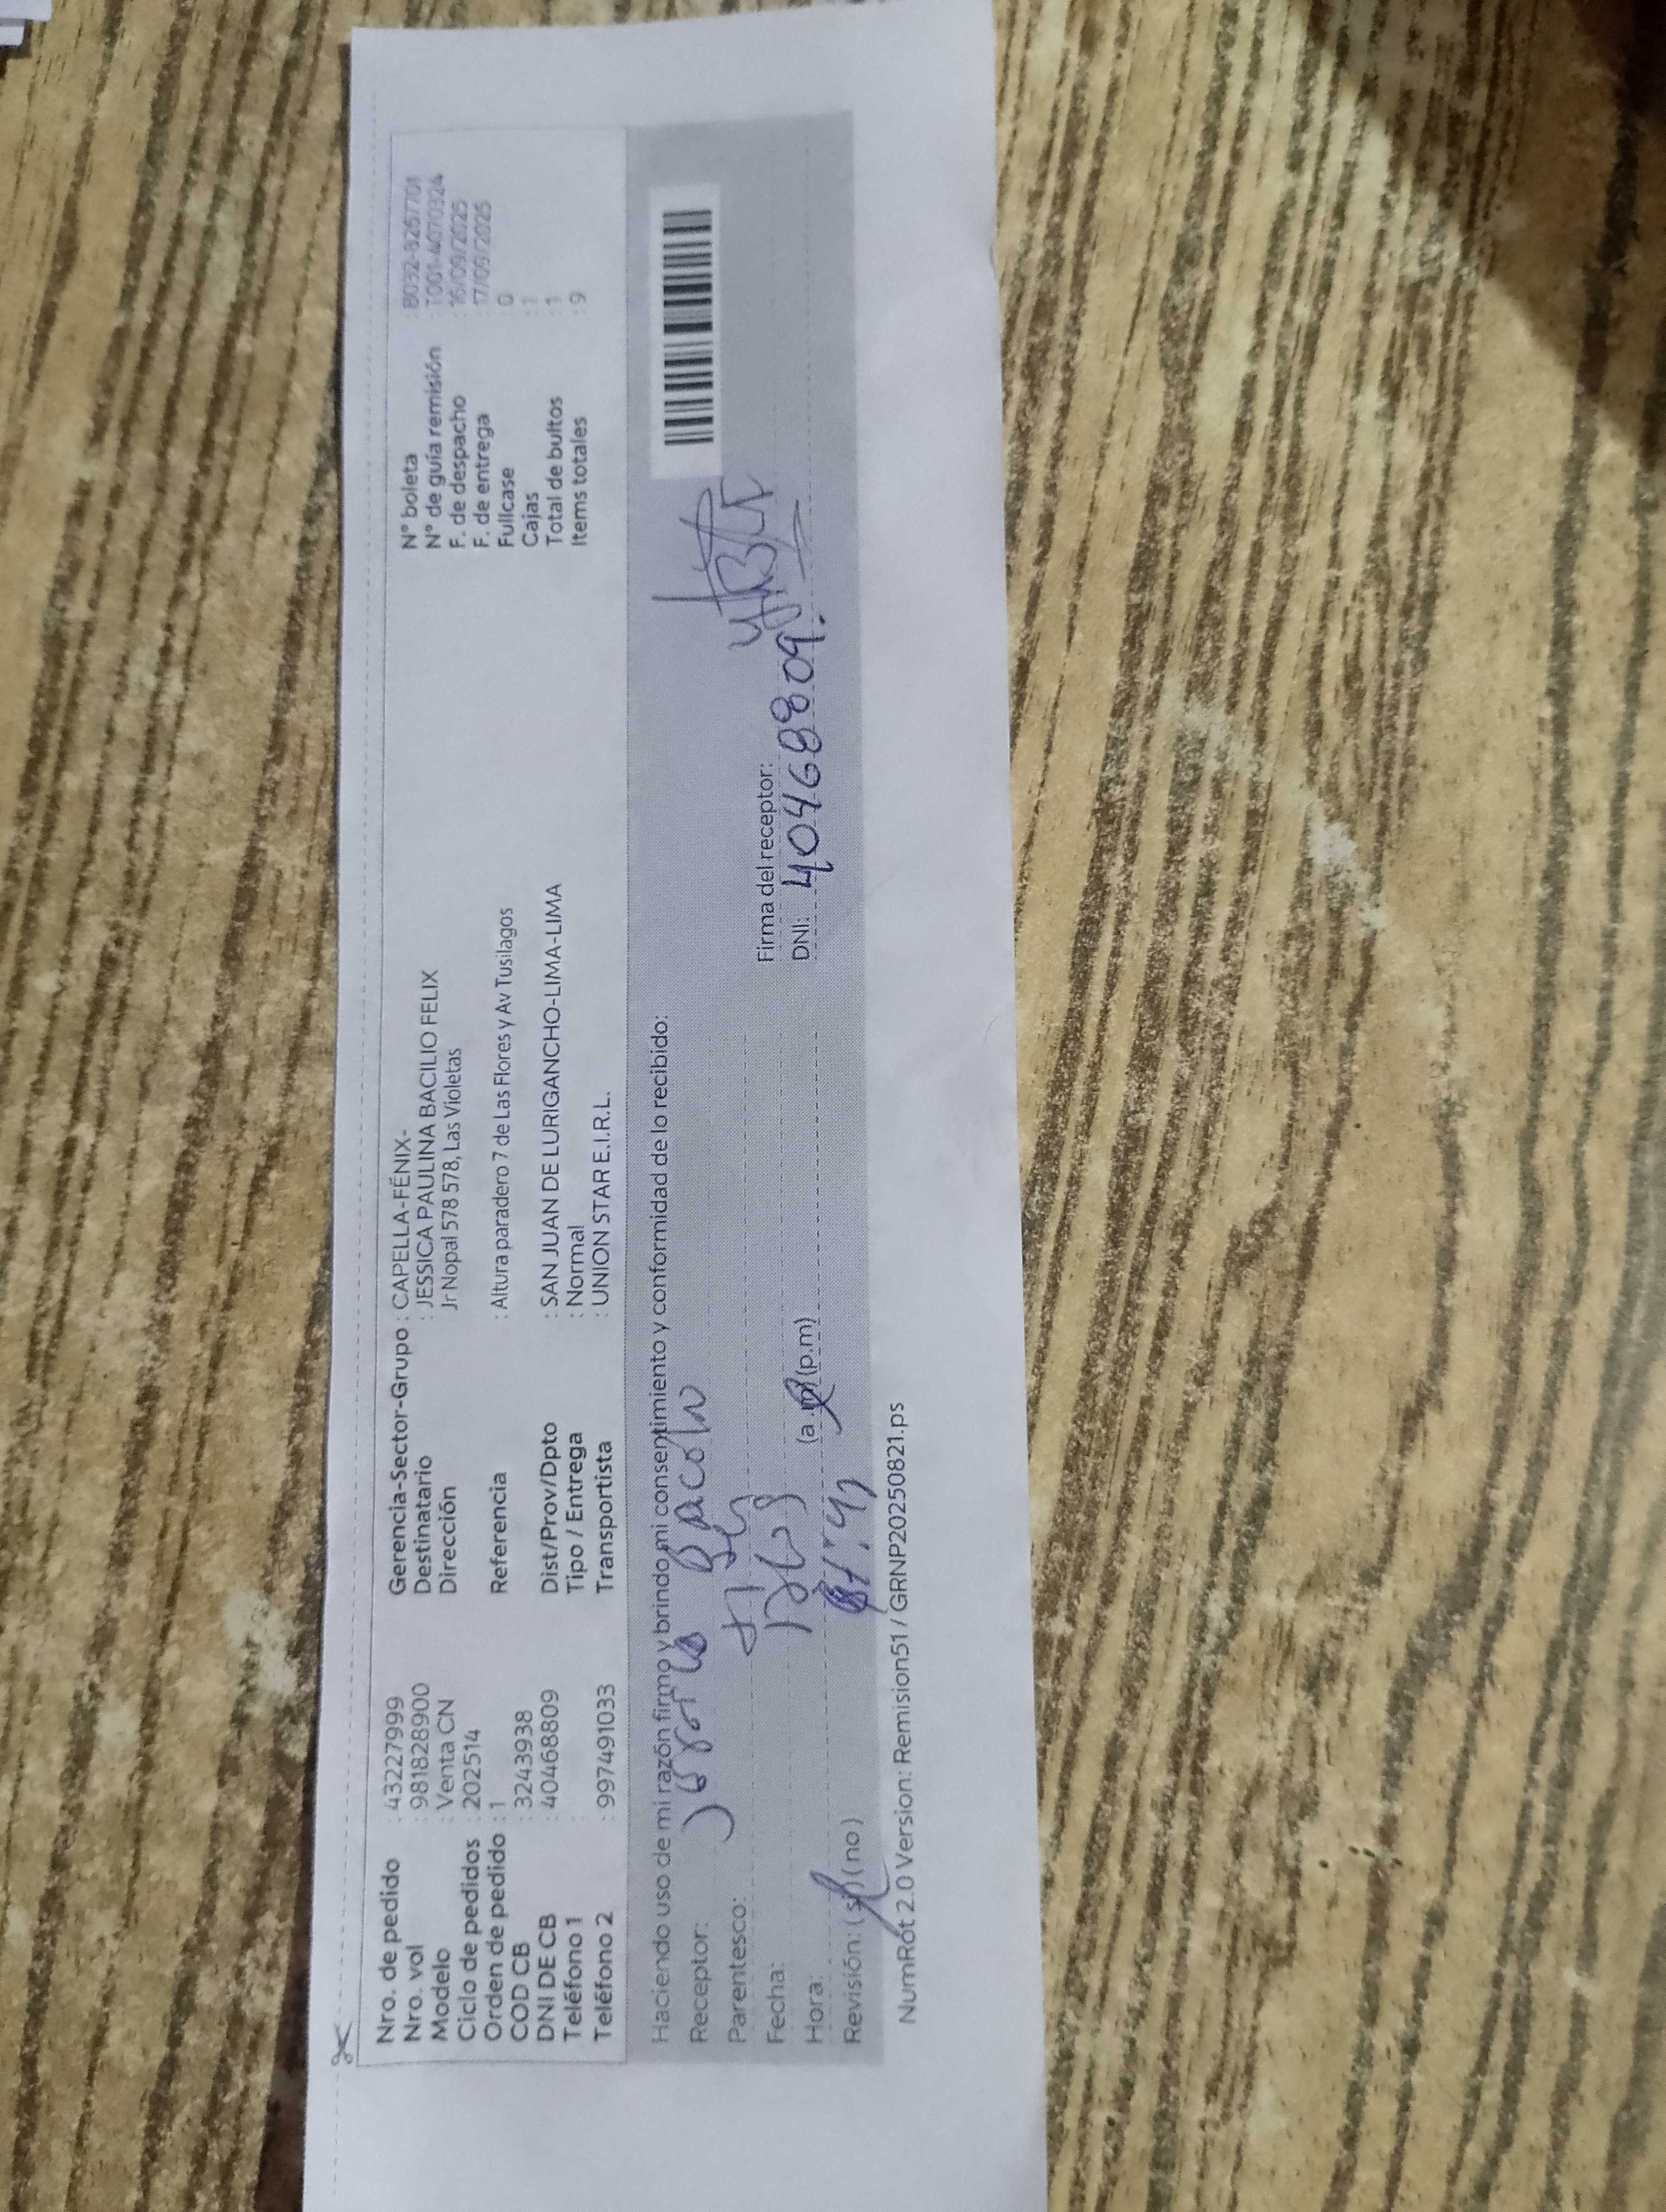 Nro. de pedido : 43227999
Nro. vol : 981828900
Modelo : Venta CN
Ciclo de pedidos : 202514
Orden de pedido : 1
COD CB : 3243938
DNI DE CB : 40468809
Teléfono 1 :
Teléfono 2 : 997491033
Gerencia-Sector-Grupo : CAPELLA-FÉNIX-
Destinatario : JESSICA PAULINA BACILIO FELIX
Dirección Jr Nopal 578 578, Las Violetas
Referencia : Altura paradero 7 de Las Flores y Av Tusilagos
Dist/Prov/Dpto : SAN JUAN DE LURIGANCHO-LIMA-LIMA
Tipo / Entrega : Normal
Transportista : UNION STAR E.I.R.L.
N° boleta : B032-9267701
N° de guía remisión : T001-4070324
F. de despacho : 16/09/2025
F. de entrega : 17/09/2025
Fullcase : 0
Cajas : 1
Total de bultos : 1
Items totales : 9
Haciendo uso de mi razón firmo y brindo mi consentimiento y conformidad de lo recibido:
Receptor:
Parentesco:
Fecha:
Hora: (a.m) (p.m)
Revisión: (si) (no)
Firma del receptor:
DNI: 40468809
NumRot 2.0 Version: Remision51 / GRNP20250821.ps